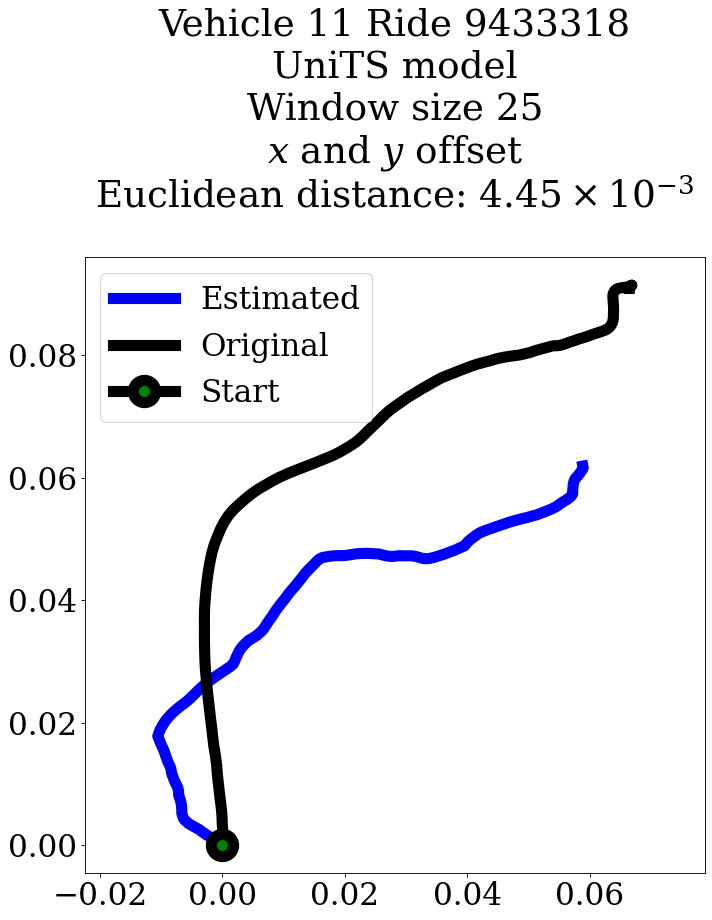 Vehicle 11 Ride 9433318
UniTS model
Window size 25
x and y offset
Euclidean distance: 4.45 × 10⁻³
Estimated
Original
Start
0.08
0.06
0.04
0.02
0.00
−0.02 0.00 0.02 0.04 0.06